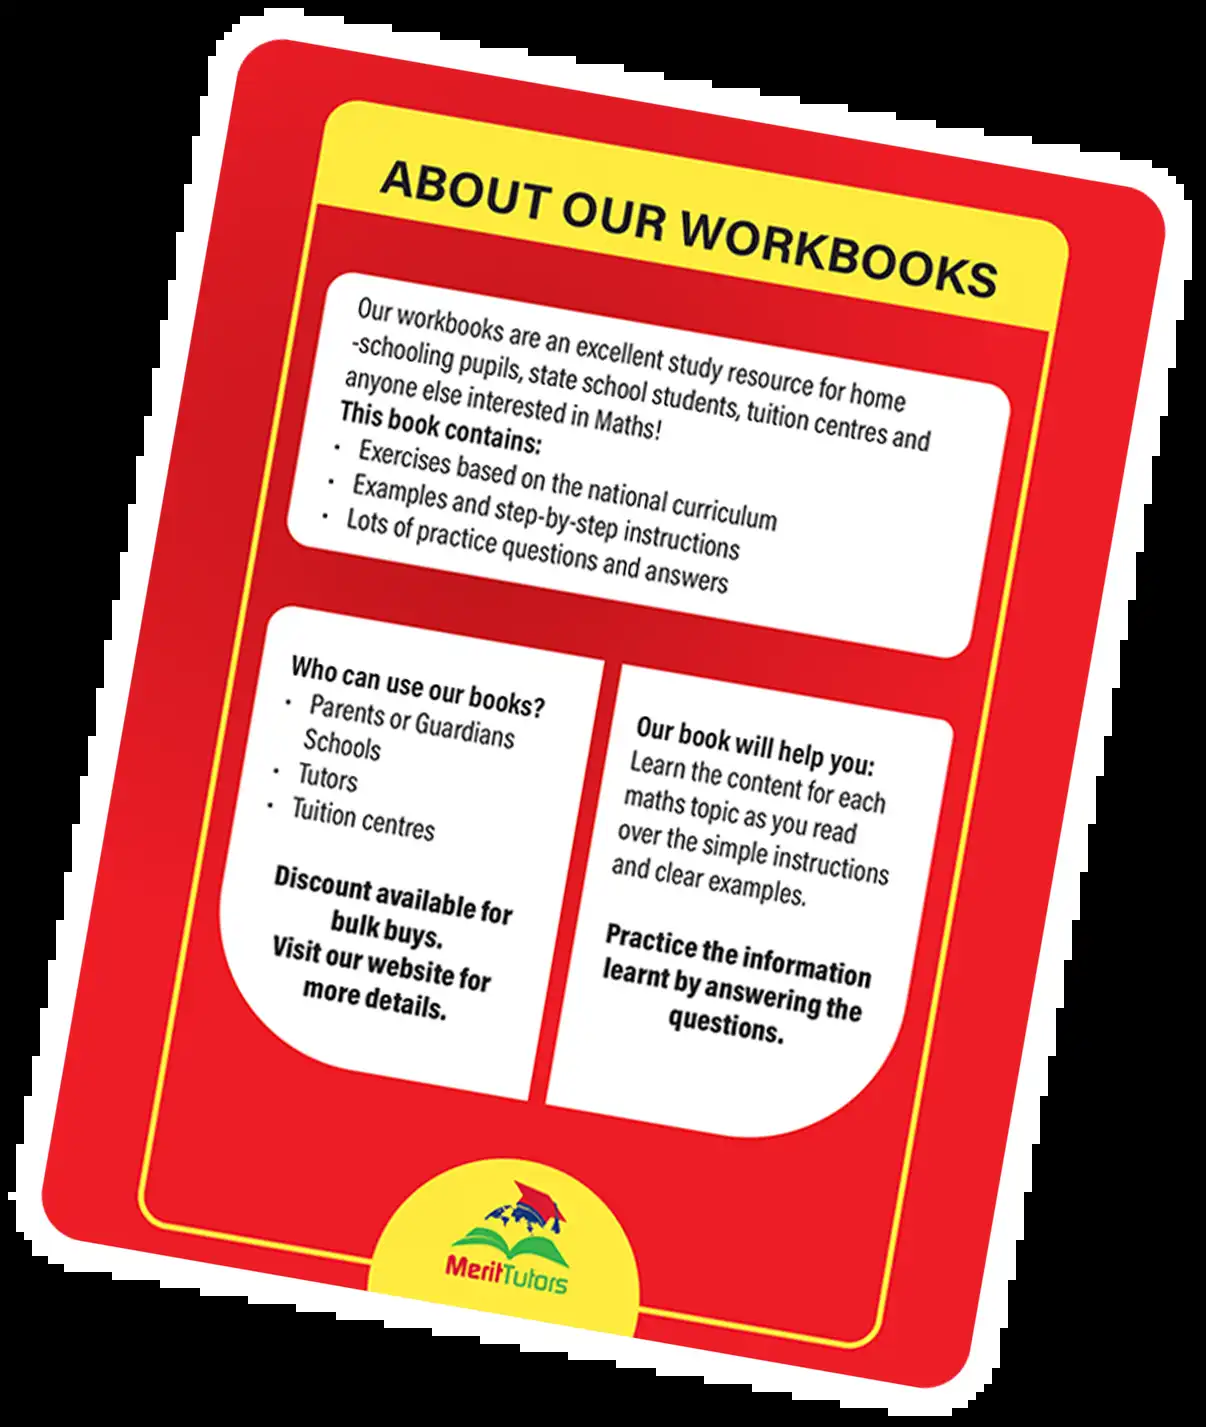 ABOUT OUR WORKBOOKS
Our workbooks are an excellent study resource for home
-schooling pupils, state school students, tuition centres and
anyone else interested in Maths!
This book contains:
• Exercises based on the national curriculum
• Examples and step-by-step instructions
• Lots of practice questions and answers
Who can use our books?
• Parents or Guardians
Schools
• Tutors
• Tuition centres
Discount available for
bulk buys.
Visit our website for
more details.
Our book will help you:
Learn the content for each
maths topic as you read
over the simple instructions
and clear examples.
Practice the information
learnt by answering the
questions.
MeritTutors